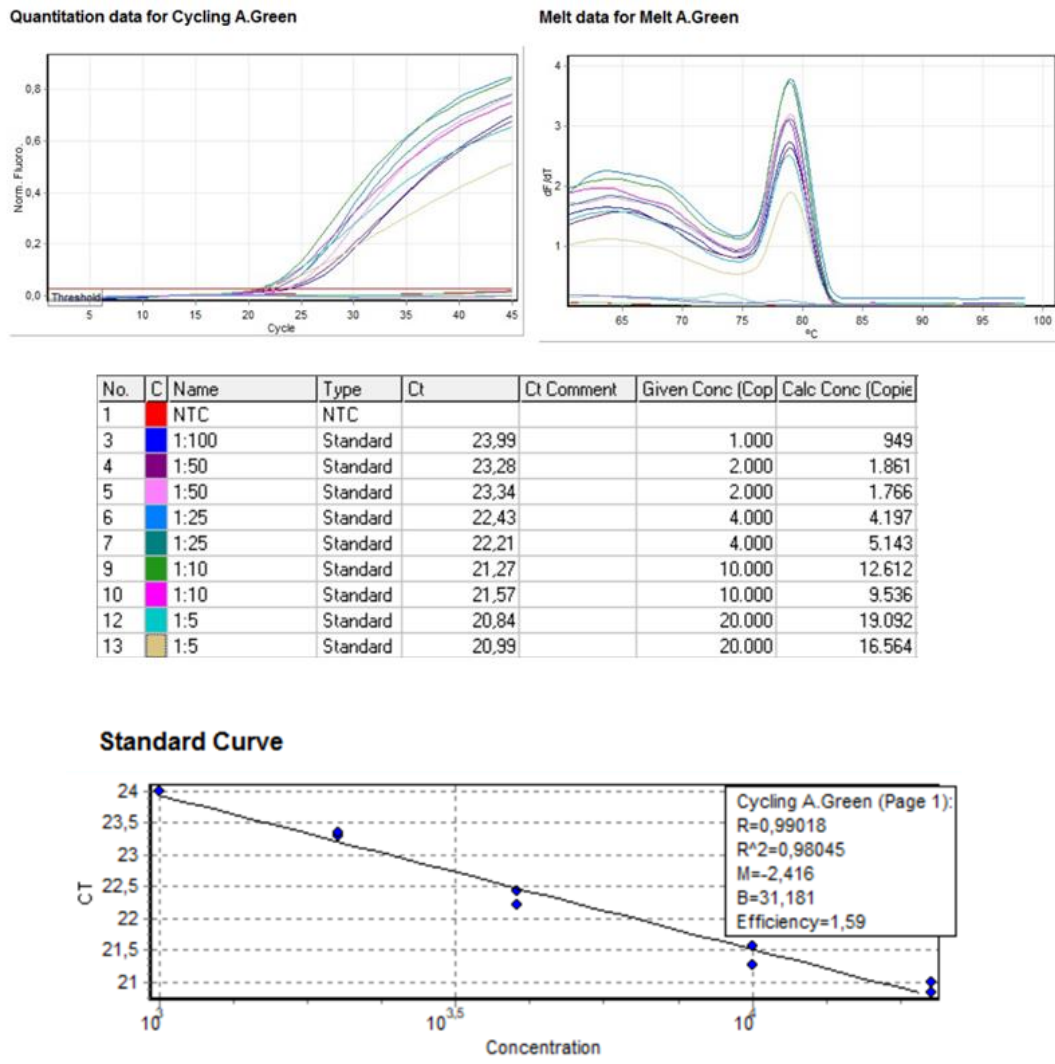 Quantitation data for Cycling A.Green
Melt data for Melt A.Green
Norm. Fluoro.
0,8
0,6
0,4
0,2
0,0
Threshold
5 10 15 20 25 30 35 40 45
Cycle
dF/dT
4
3
2
1
65 70 75 80 85 90 95 100
ºC
No. C Name Type Ct Ct Comment Given Conc (Cop Calc Conc (Copie
1 NTC NTC
3 1:100 Standard 23,99 1.000 949
4 1:50 Standard 23,28 2.000 1.861
5 1:50 Standard 23,34 2.000 1.766
6 1:25 Standard 22,43 4.000 4.197
7 1:25 Standard 22,21 4.000 5.143
9 1:10 Standard 21,27 10.000 12.612
10 1:10 Standard 21,57 10.000 9.536
12 1:5 Standard 20,84 20.000 19.092
13 1:5 Standard 20,99 20.000 16.564
Standard Curve
CT
24
23,5
23
22,5
22
21,5
21
Cycling A.Green (Page 1):
R=0,99018
R^2=0,98045
M=-2,416
B=31,181
Efficiency=1,59
10^3 10^3,5 10^4
Concentration